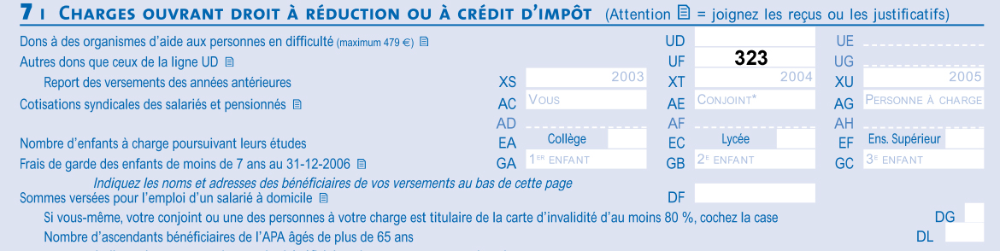 7 I CHARGES OUVRANT DROIT À RÉDUCTION OU À CRÉDIT D'IMPÔT (Attention = joignez les reçus ou les justificatifs)
Dons à des organismes d'aide aux personnes en difficulté (maximum 479 €) UD UE
Autres dons que ceux de la ligne UD UF 323 UG
Report des versements des années antérieures XS 2003 XT 2004 XU 2005
Cotisations syndicales des salariés et pensionnés AC VOUS AE CONJOINT* AG PERSONNE À CHARGE
AD AF AH
Nombre d'enfants à charge poursuivant leurs études EA Collège EC Lycée EF Ens. Supérieur
Frais de garde des enfants de moins de 7 ans au 31-12-2006 GA 1ER ENFANT GB 2E ENFANT GC 3E ENFANT
Indiquez les noms et adresses des bénéficiaires de vos versements au bas de cette page
Sommes versées pour l'emploi d'un salarié à domicile DF
Si vous-même, votre conjoint ou une des personnes à votre charge est titulaire de la carte d'invalidité d'au moins 80 %, cochez la case DG
Nombre d'ascendants bénéficiaires de l'APA âgés de plus de 65 ans DL